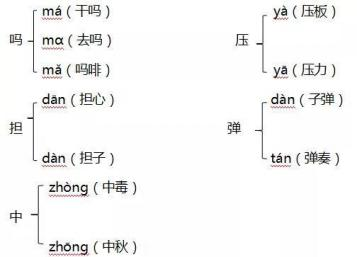 吗 má（干吗）
mɑ（去吗）
mǎ（吗啡）
压 yà（压板）
yā（压力）
担 dān（担心）
dàn（担子）
弹 dàn（子弹）
tán（弹奏）
中 zhòng（中毒）
zhōng（中秋）